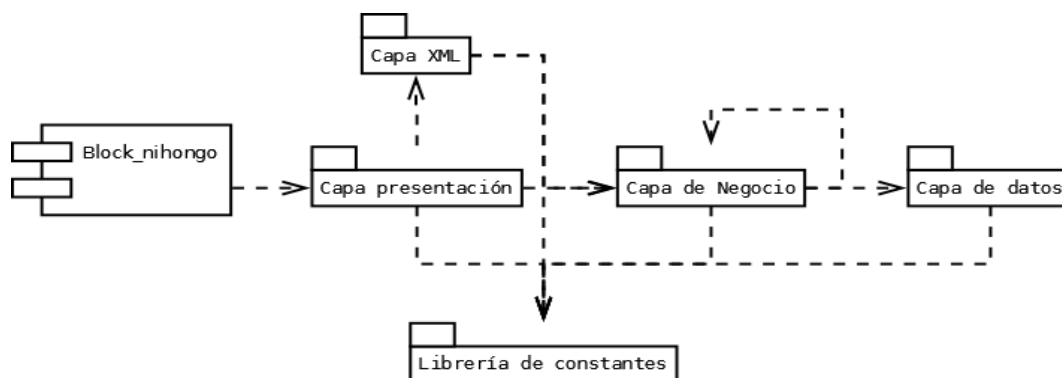 Capa XML
Block_nihongo
Capa presentación
Capa de Negocio
Capa de datos
Librería de constantes